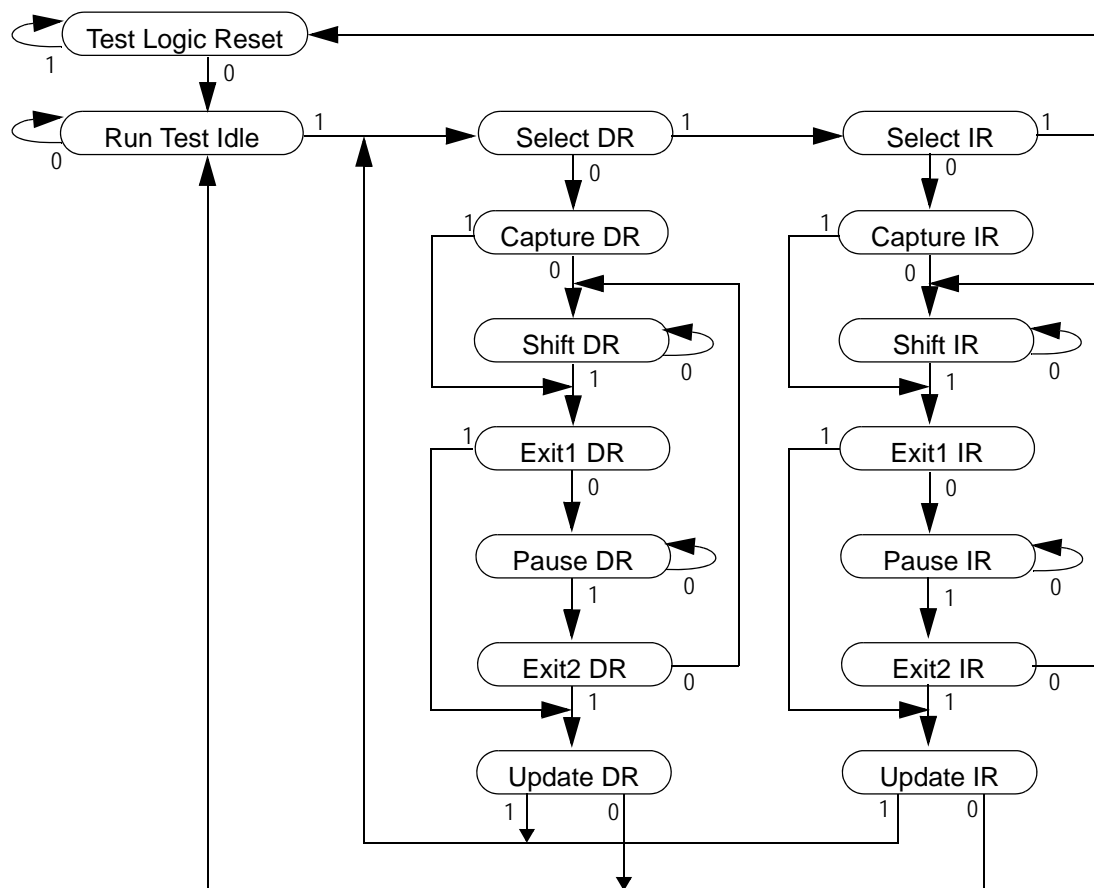 Test Logic Reset
1
0
Run Test Idle
1
0
Select DR
1
0
Select IR
1
0
Capture DR
1
0
Capture IR
1
0
Shift DR
0
1
Shift IR
0
1
Exit1 DR
1
0
Exit1 IR
1
0
Pause DR
0
1
Pause IR
0
1
Exit2 DR
0
1
Exit2 IR
0
1
Update DR
1
0
Update IR
1
0